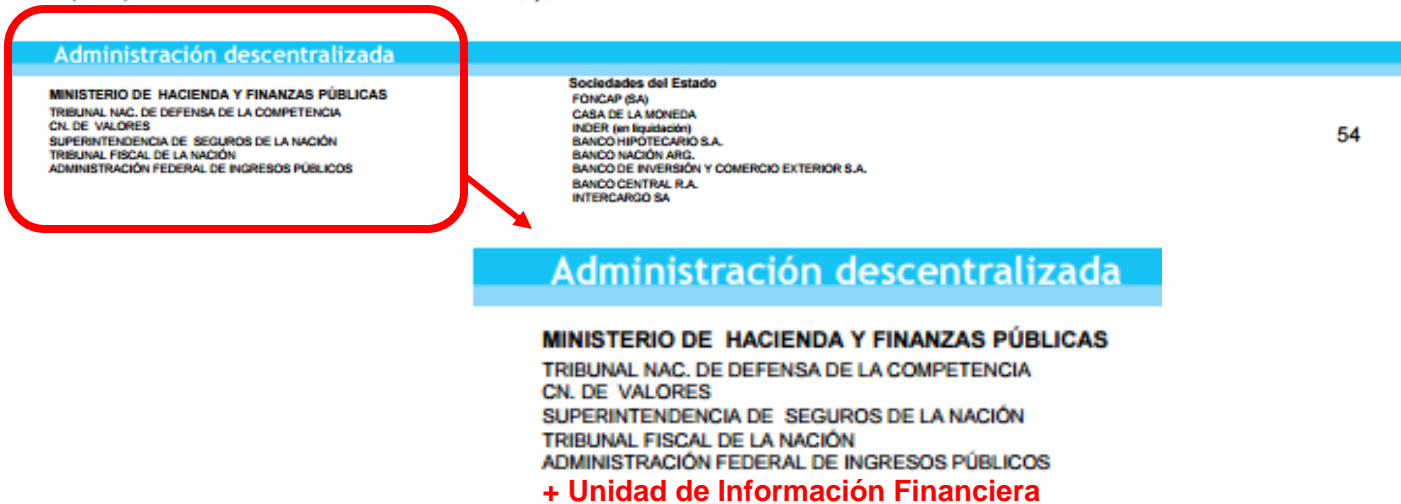 Administración descentralizada
MINISTERIO DE HACIENDA Y FINANZAS PÚBLICAS
TRIBUNAL NAC. DE DEFENSA DE LA COMPETENCIA
CN. DE VALORES
SUPERINTENDENCIA DE SEGUROS DE LA NACIÓN
TRIBUNAL FISCAL DE LA NACIÓN
ADMINISTRACIÓN FEDERAL DE INGRESOS PÚBLICOS
Sociedades del Estado
FONCAP (SA)
CASA DE LA MONEDA
INDER (en liquidación)
BANCO HIPOTECARIO S.A.
BANCO NACIÓN ARG.
BANCO DE INVERSIÓN Y COMERCIO EXTERIOR S.A.
BANCO CENTRAL R.A.
INTERCARGO SA
54
Administración descentralizada
MINISTERIO DE HACIENDA Y FINANZAS PÚBLICAS
TRIBUNAL NAC. DE DEFENSA DE LA COMPETENCIA
CN. DE VALORES
SUPERINTENDENCIA DE SEGUROS DE LA NACIÓN
TRIBUNAL FISCAL DE LA NACIÓN
ADMINISTRACIÓN FEDERAL DE INGRESOS PÚBLICOS
+ Unidad de Información Financiera